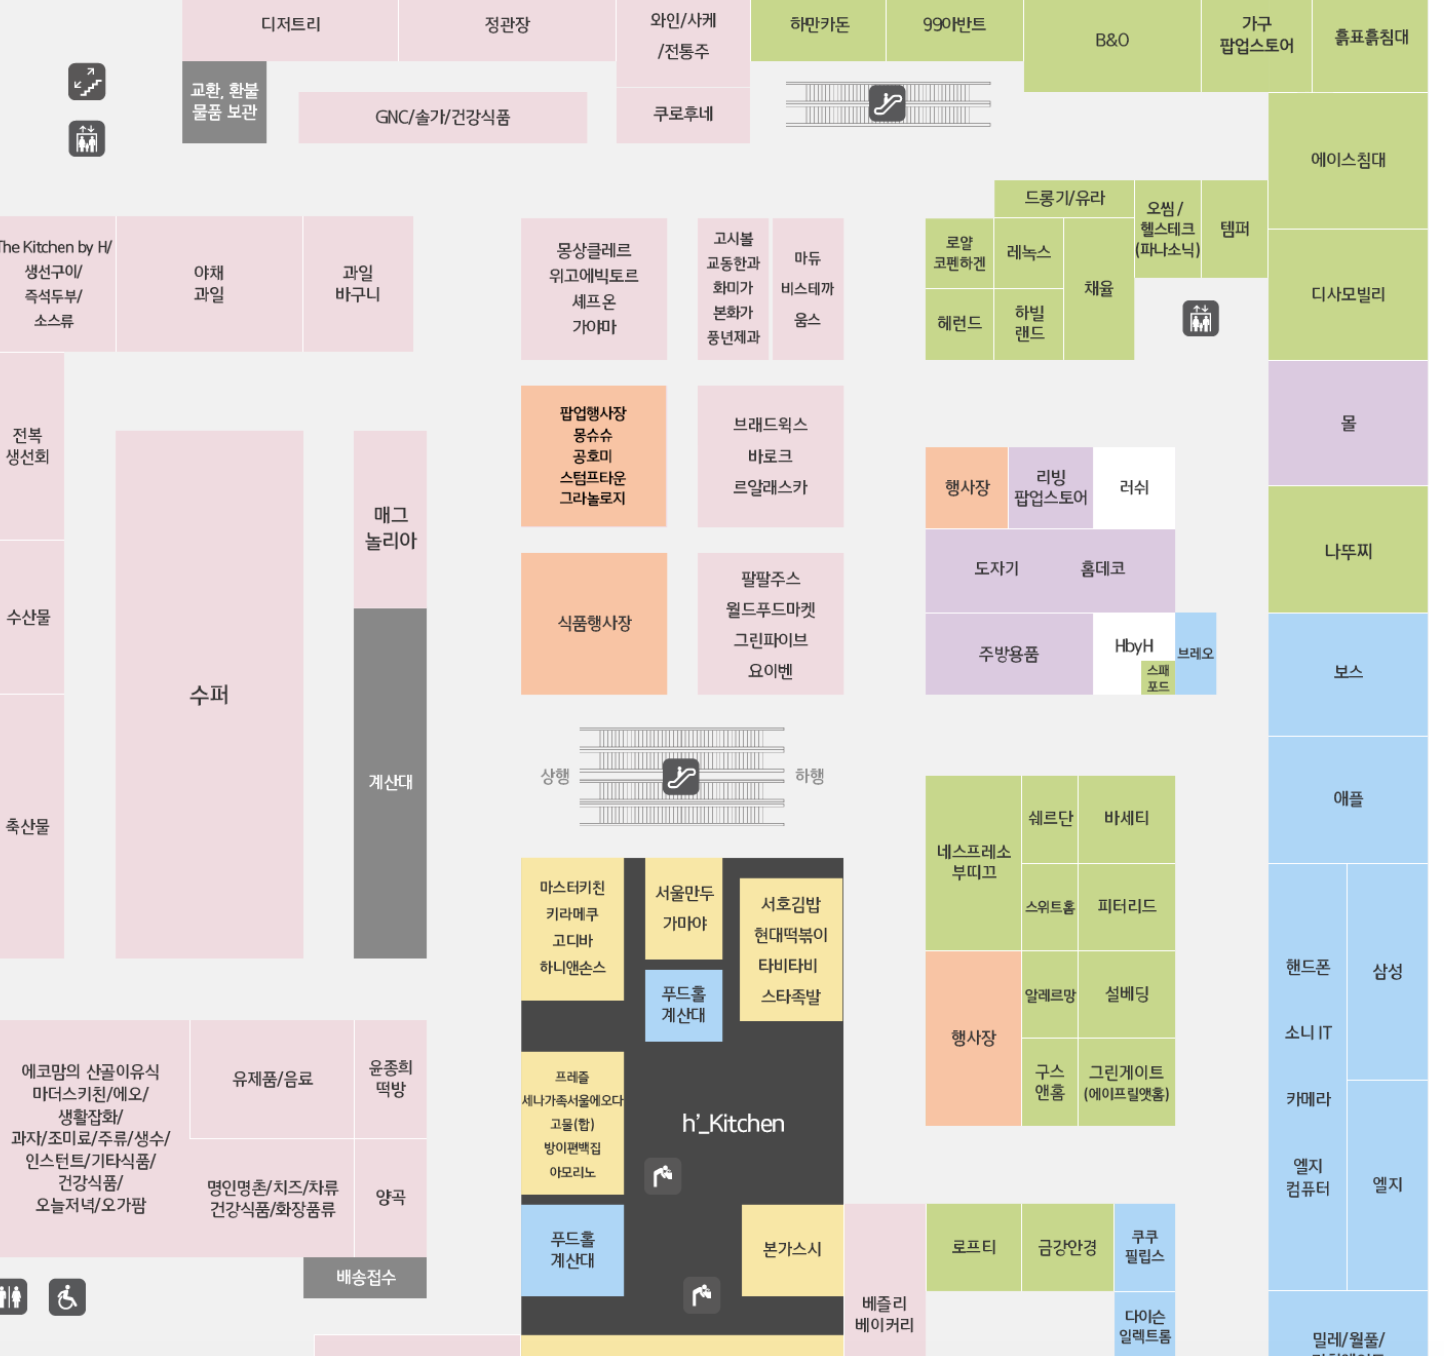 디저트리
정관장
와인/사케
/전통주
하만카돈
99아반트
B&O
가구
팝업스토어
흙표흙침대
교환, 환불
물품 보관
GNC/솔가/건강식품
쿠로후네
에이스침대
The Kitchen by H/
생선구이/
즉석두부/
소스류
야채
과일
과일
바구니
몽상클레르
위고에빅토르
셰프온
가야마
고시볼
교동한과
화미가
본화가
풍년제과
마듀
비스테까
움스
드롱기/유라
로얄
코펜하겐
레녹스
채율
헤런드
하빌
랜드
오씸/
헬스테크
(파나소닉)
템퍼
디사모빌리
전복
생선회
수퍼
매그
놀리아
팝업행사장
몽슈슈
공호미
스텀프타운
그라놀로지
브래드윅스
바로크
르알래스카
행사장
리빙
팝업스토어
러쉬
몰
도자기
홈데코
나뚜찌
수산물
식품행사장
팔팔주스
월드푸드마켓
그린파이브
요이벤
주방용품
HbyH
스패
포드
브레오
보스
계산대
상행
하행
축산물
애플
마스터키친
키라메쿠
고디바
하니앤손스
서울만두
가마야
서호김밥
현대떡볶이
타비타비
스타족발
푸드홀
계산대
네스프레소
부띠끄
쉐르단
바세티
스위트홈
피터리드
행사장
알레르망
설베딩
구스
앤홈
그린게이트
(에이프릴앳홈)
핸드폰
소니 IT
카메라
엘지
컴퓨터
삼성
엘지
에코맘의 산골이유식
마더스키친/에오/
생활잡화/
과자/조미료/주류/생수/
인스턴트/기타식품/
건강식품/
오늘저녁/오가팜
유제품/음료
윤종희
떡방
명인명촌/치즈/차류
건강식품/화장품류
양곡
배송접수
프레즐
세나가족서울에오다
고물(합)
방이편백집
아모리노
h'_Kitchen
푸드홀
계산대
본가스시
베즐리
베이커리
로프티
금강안경
쿠쿠
필립스
다이슨
일렉트롬
밀레/월풀/